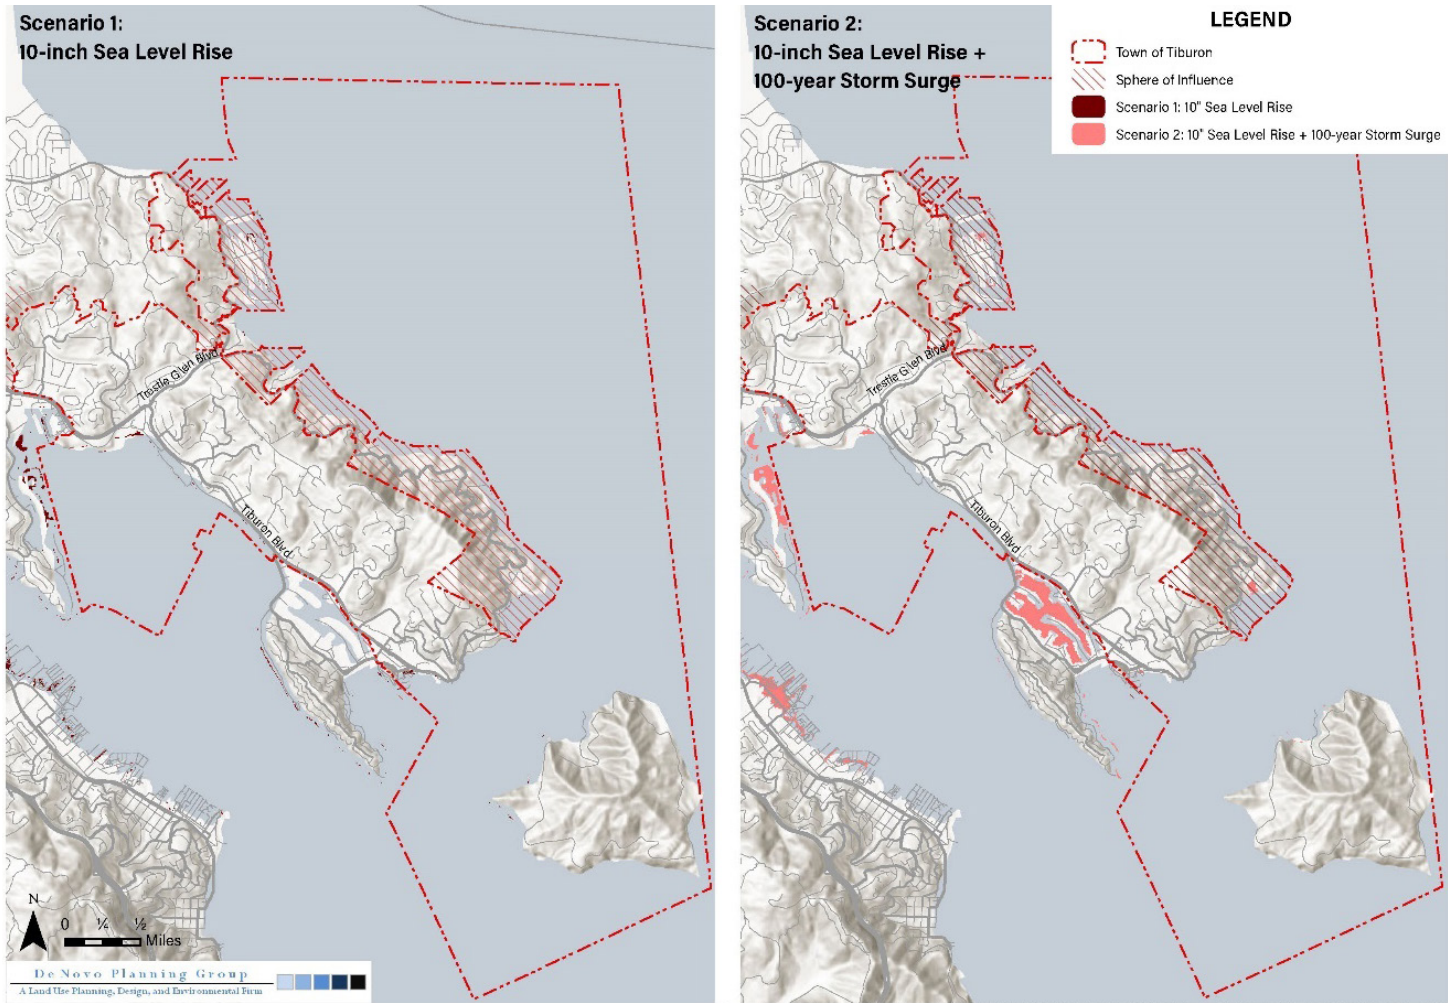 Scenario 1:
10-inch Sea Level Rise
Trestle Glen Blvd
Tiburon Blvd
N
0 ¼ ½
Miles
De Novo Planning Group
A Land Use Planning, Design, and Environmental Firm
Scenario 2:
10-inch Sea Level Rise +
100-year Storm Surge
Trestle Glen Blvd
Tiburon Blvd
LEGEND
Town of Tiburon
Sphere of Influence
Scenario 1: 10" Sea Level Rise
Scenario 2: 10" Sea Level Rise + 100-year Storm Surge